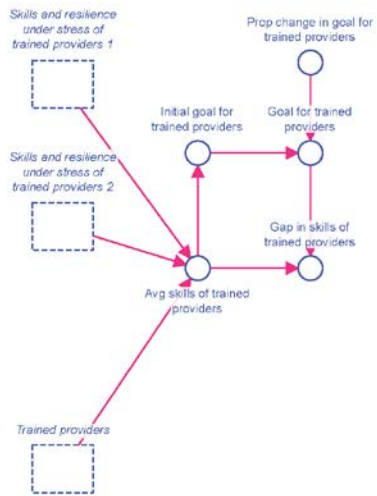 Skills and resilience
under stress of
trained providers 1
Prop change in goal for
trained providers
Initial goal for
trained providers
Goal for trained
providers
Skills and resilience
under stress of
trained providers 2
Gap in skills of
trained providers
Avg skills of trained
providers
Trained providers